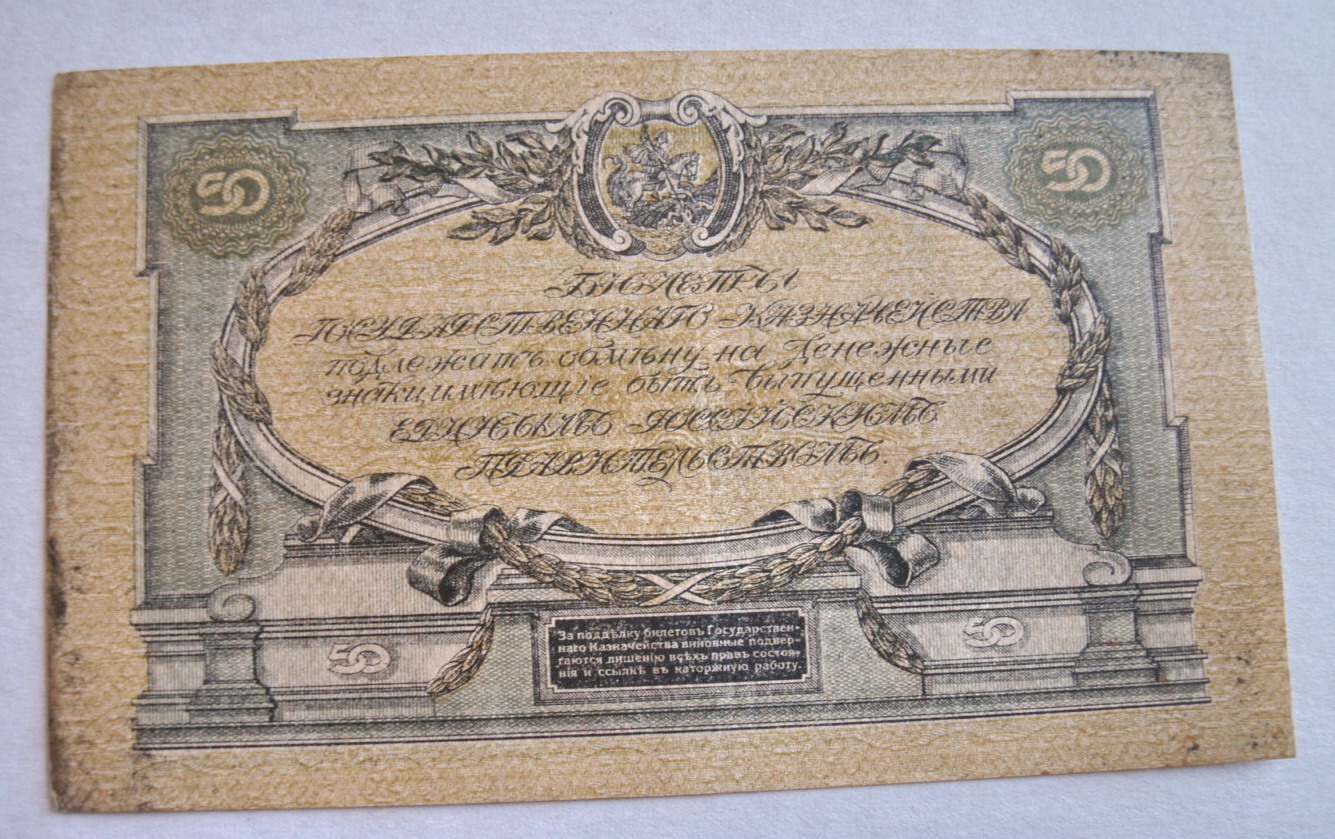 50 50
БИЛЕТЫ
ГОСУДАРСТВЕННАГО КАЗНАЧЕЙСТВА
подлежатъ обмѣну на Денежные
знаки имѣющіе быть выпущенными
ЕДИНЫМЪ РОССІЙСКИМЪ
ПРАВИТЕЛЬСТВОМЪ.
50 50
За поддѣлку билетовъ Государствен-
наго Казначейства виновные подвер-
гаются лишенію всѣхъ правъ состоя-
нія и ссылкѣ въ каторжную работу.